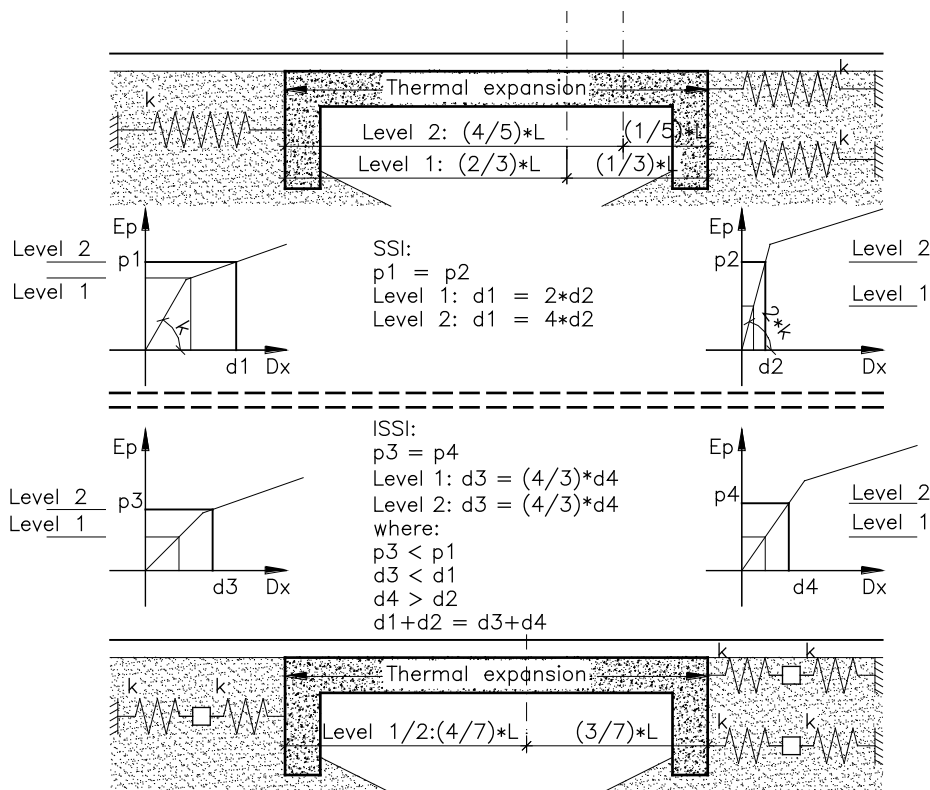 k
Thermal expansion
k
Level 2: (4/5)*L
(1/5)*L
k
Level 1: (2/3)*L
(1/3)*L
Ep
Level 2
p1
Level 1
k
d1
Dx
SSI:
p1 = p2
Level 1: d1 = 2*d2
Level 2: d1 = 4*d2
Ep
p2
Level 2
Level 1
2*k
d2
Dx
Ep
Level 2
p3
Level 1
d3
Dx
ISSI:
p3 = p4
Level 1: d3 = (4/3)*d4
Level 2: d3 = (4/3)*d4
where:
p3 < p1
d3 < d1
d4 > d2
d1+d2 = d3+d4
Ep
p4
Level 2
Level 1
d4
Dx
k k
Thermal expansion
k k
Level 1/2:(4/7)*L
(3/7)*L
k k